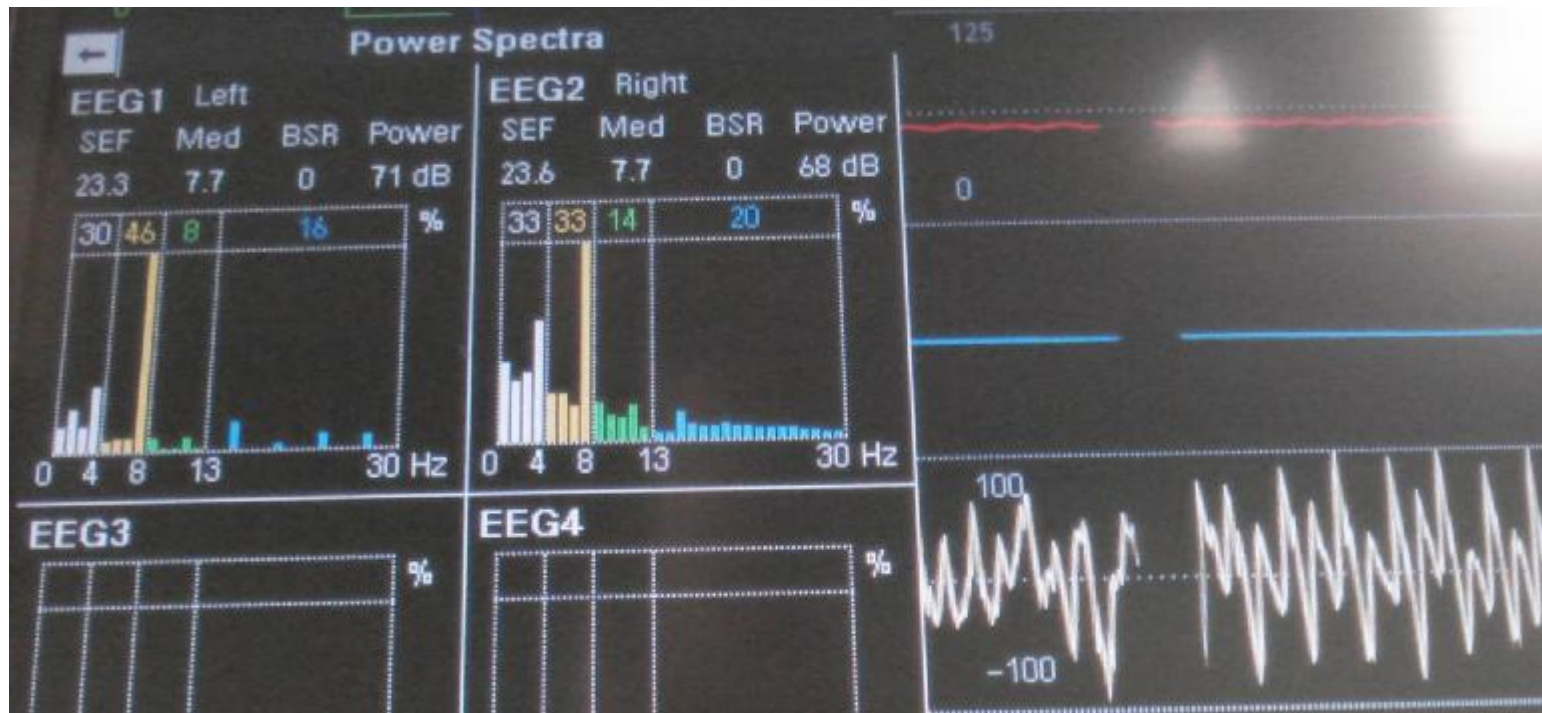 ←
Power Spectra
EEG1 Left
SEF Med BSR Power
23.3 7.7 0 71 dB
30 46 8 16 %
0 4 8 13 30 Hz
EEG2 Right
SEF Med BSR Power
23.6 7.7 0 68 dB
33 33 14 20 %
0 4 8 13 30 Hz
EEG3
%
EEG4
%
125
0
100
-100